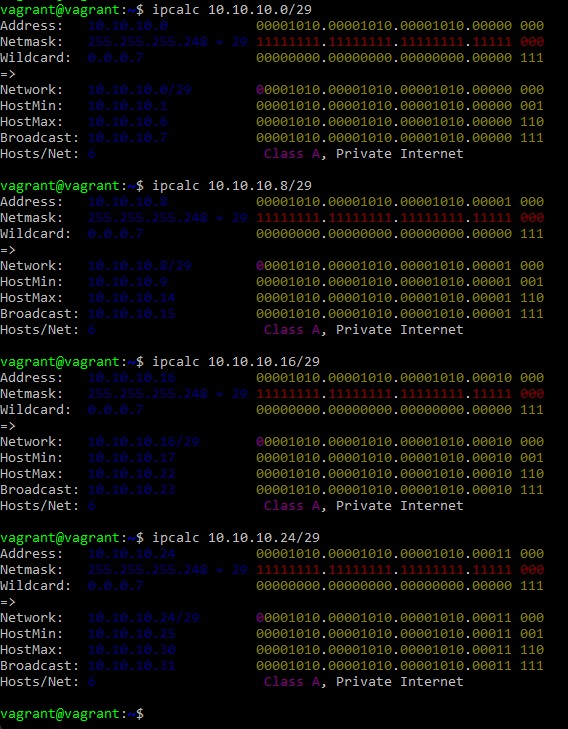 vagrant@vagrant:~$ ipcalc 10.10.10.0/29
Address:   10.10.10.0           00001010.00001010.00001010.00000 000
Netmask:   255.255.255.248 = 29 11111111.11111111.11111111.11111 000
Wildcard:  0.0.0.7              00000000.00000000.00000000.00000 111
=>
Network:   10.10.10.0/29        00001010.00001010.00001010.00000 000
HostMin:   10.10.10.1           00001010.00001010.00001010.00000 001
HostMax:   10.10.10.6           00001010.00001010.00001010.00000 110
Broadcast: 10.10.10.7           00001010.00001010.00001010.00000 111
Hosts/Net: 6                     Class A, Private Internet
vagrant@vagrant:~$ ipcalc 10.10.10.8/29
Address:   10.10.10.8           00001010.00001010.00001010.00001 000
Netmask:   255.255.255.248 = 29 11111111.11111111.11111111.11111 000
Wildcard:  0.0.0.7              00000000.00000000.00000000.00000 111
=>
Network:   10.10.10.8/29        00001010.00001010.00001010.00001 000
HostMin:   10.10.10.9           00001010.00001010.00001010.00001 001
HostMax:   10.10.10.14          00001010.00001010.00001010.00001 110
Broadcast: 10.10.10.15          00001010.00001010.00001010.00001 111
Hosts/Net: 6                     Class A, Private Internet
vagrant@vagrant:~$ ipcalc 10.10.10.16/29
Address:   10.10.10.16          00001010.00001010.00001010.00010 000
Netmask:   255.255.255.248 = 29 11111111.11111111.11111111.11111 000
Wildcard:  0.0.0.7              00000000.00000000.00000000.00000 111
=>
Network:   10.10.10.16/29       00001010.00001010.00001010.00010 000
HostMin:   10.10.10.17          00001010.00001010.00001010.00010 001
HostMax:   10.10.10.22          00001010.00001010.00001010.00010 110
Broadcast: 10.10.10.23          00001010.00001010.00001010.00010 111
Hosts/Net: 6                     Class A, Private Internet
vagrant@vagrant:~$ ipcalc 10.10.10.24/29
Address:   10.10.10.24          00001010.00001010.00001010.00011 000
Netmask:   255.255.255.248 = 29 11111111.11111111.11111111.11111 000
Wildcard:  0.0.0.7              00000000.00000000.00000000.00000 111
=>
Network:   10.10.10.24/29       00001010.00001010.00001010.00011 000
HostMin:   10.10.10.25          00001010.00001010.00001010.00011 001
HostMax:   10.10.10.30          00001010.00001010.00001010.00011 110
Broadcast: 10.10.10.31          00001010.00001010.00001010.00011 111
Hosts/Net: 6                     Class A, Private Internet
vagrant@vagrant:~$